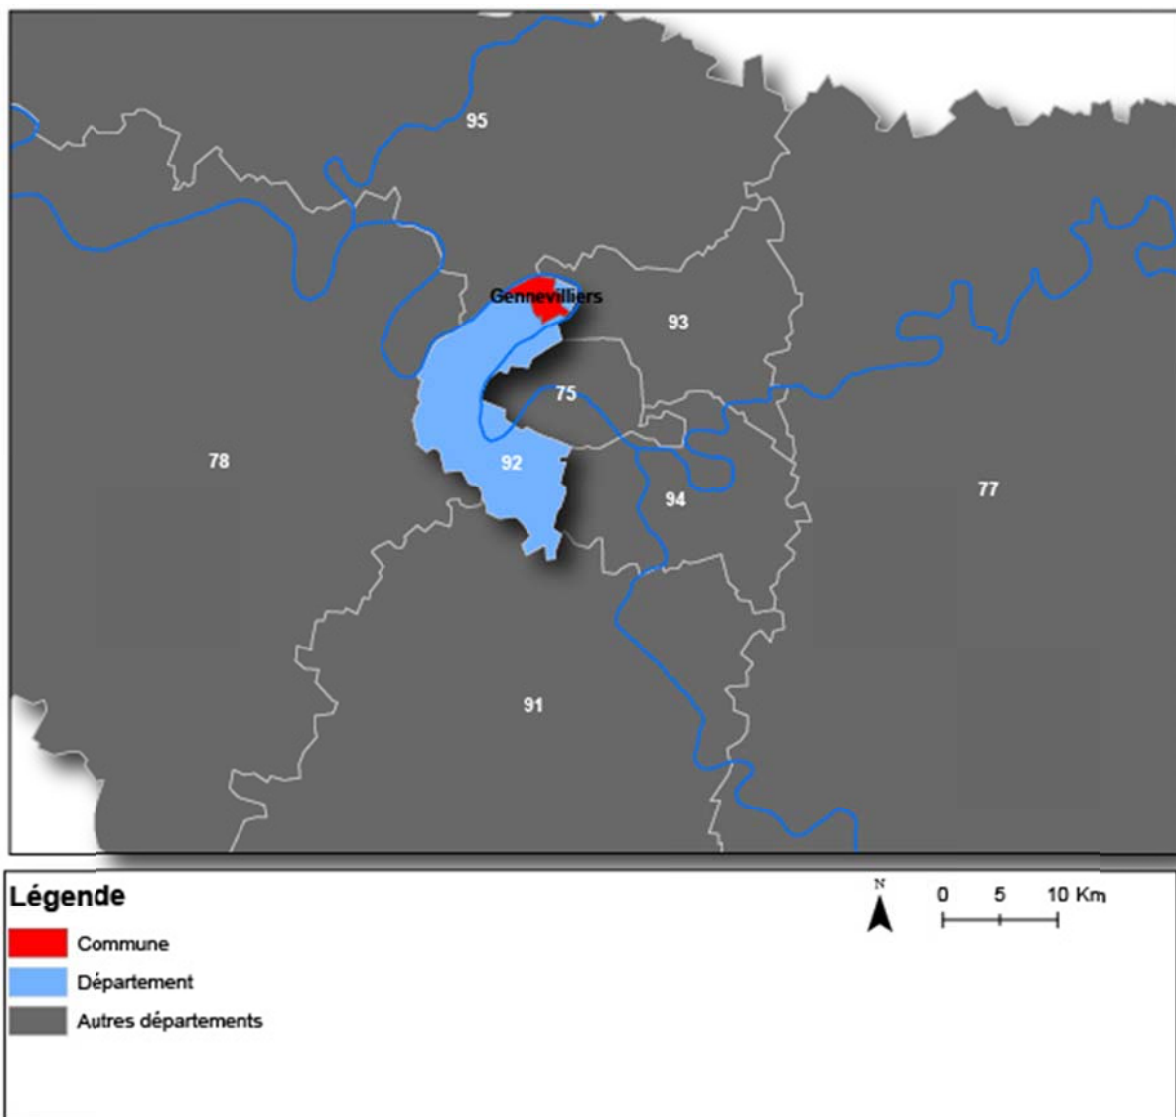 95
Gennevilliers
93
75
78
92
77
94
91
Légende
N
0 5 10 Km
Commune
Département
Autres départements